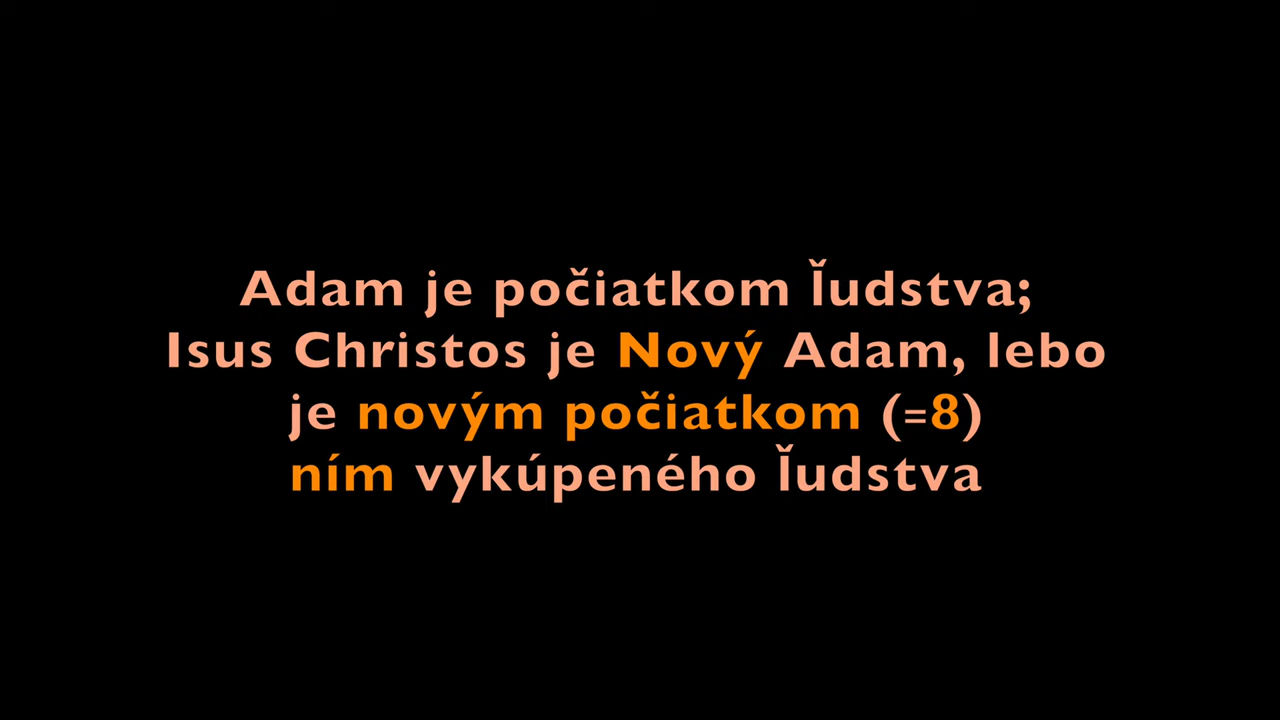 Adam je počiatkom ľudstva;
Isus Christos je Nový Adam, lebo
je novým počiatkom (=8)
ním vykúpeného ľudstva